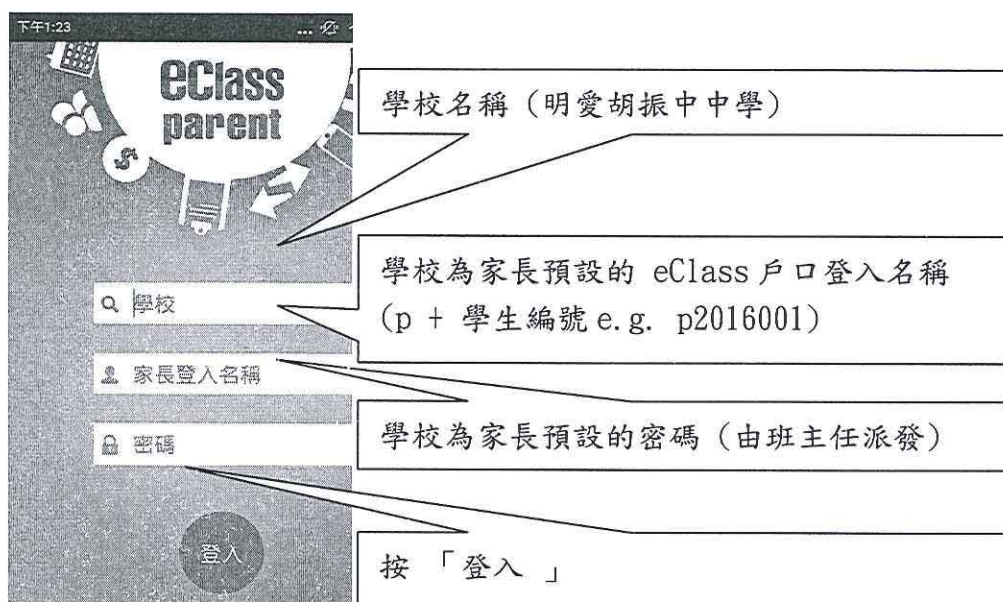 下午1:23
...
eClass
parent
學校名稱 (明愛胡振中中學)
學校為家長預設的 eClass 戶口登入名稱
(p + 學生編號 e.g. p2016001)
學校
家長登入名稱
學校為家長預設的密碼 (由班主任派發)
密碼
登入
按 「登入 」